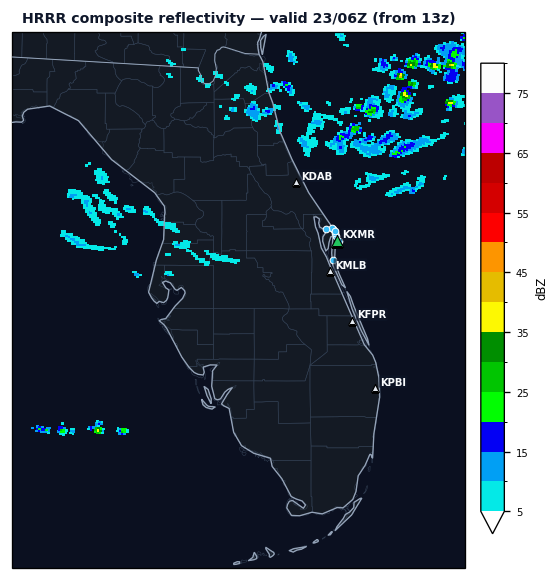 HRRR composite reflectivity — valid 23/06Z (from 13z)
KDAB
KXMR
KMLB
KFPR
KPBI
75
65
55
45
35
25
15
5
dBZ